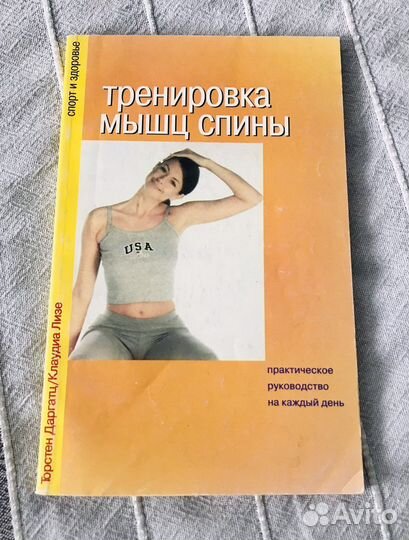 спорт и здоровье
тренировка
мышц спины
USA
Торстен Даргатц/Клаудиа Лизе
практическое
руководство
на каждый день
Avito